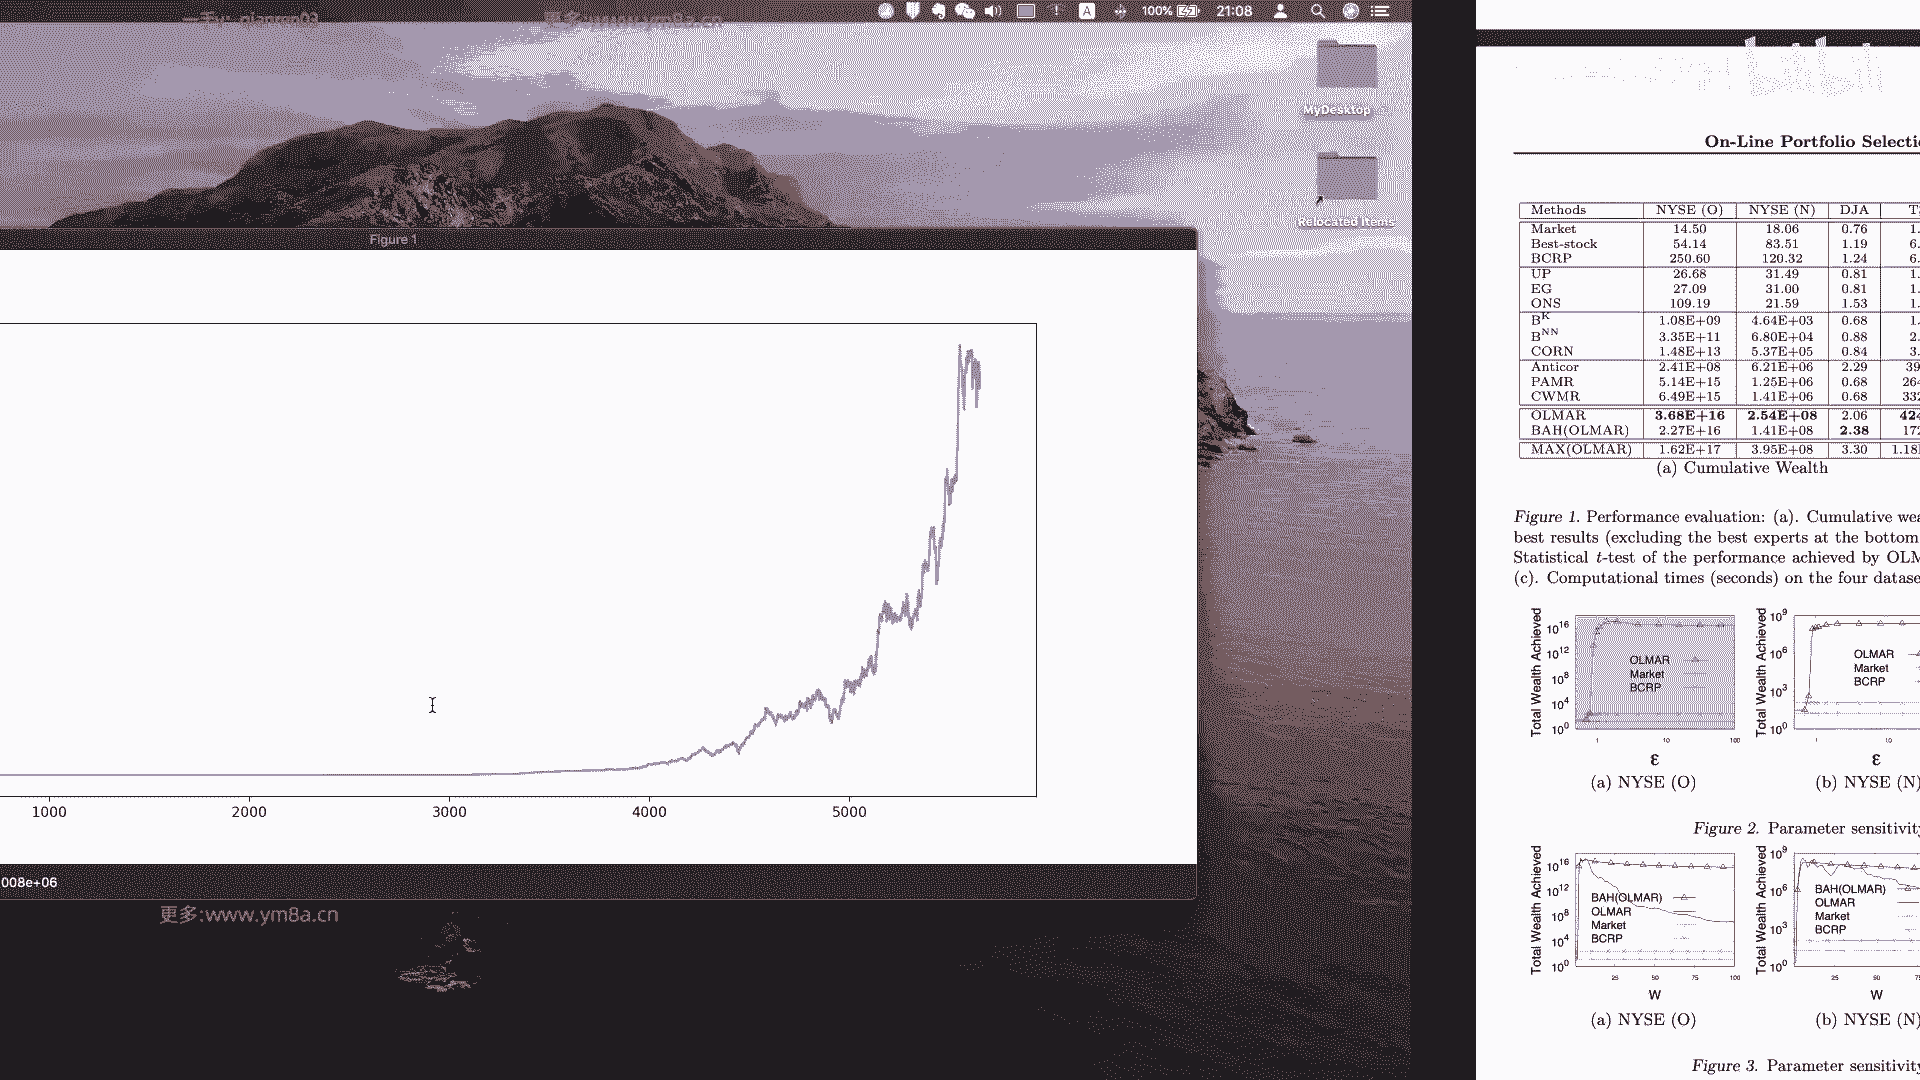 更多:www.ym8a.cn
A
100%
21:08
MyDesktop
Relocated Items
Figure 1
1000 2000 3000 4000 5000
008e+06
更多:www.ym8a.cn
bilibili
On-Line Portfolio Selecti
Methods NYSE (O) NYSE (N) DJA T
Market 14.50 18.06 0.76 1.
Best-stock 54.14 83.51 1.19 6.
BCRP 250.60 120.32 1.24 6.
UP 26.68 31.49 0.81 1.
EG 27.09 31.00 0.81 1.
ONS 109.19 21.59 1.53 1.
B^K 1.08E+09 4.64E+03 0.68 1.
B^NN 3.35E+11 6.80E+04 0.88 2.
CORN 1.48E+13 5.37E+05 0.84 3.
Anticor 2.41E+08 6.21E+06 2.29 39
PAMR 5.14E+15 1.25E+06 0.68 264
CWMR 6.49E+15 1.41E+06 0.68 332
OLMAR 3.68E+16 2.54E+08 2.06 424
BAH(OLMAR) 2.27E+16 1.41E+08 2.38 172
MAX(OLMAR) 1.62E+17 3.95E+08 3.30 1.18
(a) Cumulative Wealth
Figure 1. Performance evaluation: (a). Cumulative wea
best results (excluding the best experts at the bottom
Statistical t-test of the performance achieved by OLM
(c). Computational times (seconds) on the four datase
Total Wealth Achieved
10^16
10^12
10^8
10^4
10^0
OLMAR
Market
BCRP
1 10 100
ε
(a) NYSE (O)
Total Wealth Achieved
10^9
10^6
10^3
10^0
OLMAR
Market
BCRP
1 10
ε
(b) NYSE (N)
Figure 2. Parameter sensitivity
Total Wealth Achieved
10^16
10^12
10^8
10^4
10^0
BAH(OLMAR)
OLMAR
Market
BCRP
25 50 75 100
W
(a) NYSE (O)
Total Wealth Achieved
10^9
10^6
10^3
10^0
BAH(OLMAR)
OLMAR
Market
BCRP
25 50 75
W
(b) NYSE (N)
Figure 3. Parameter sensitivity